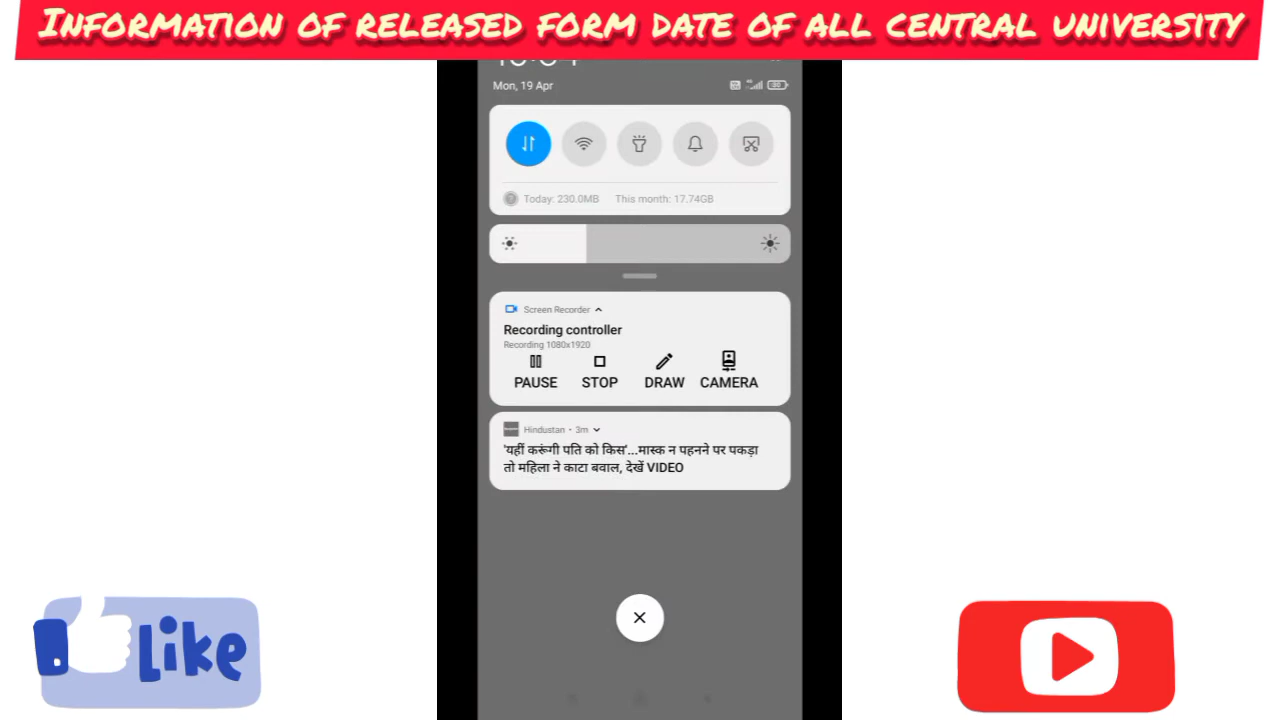 Information of released form date of all central university
Mon, 19 Apr
Today: 230.0MB This month: 17.74GB
Screen Recorder
Recording controller
Recording 1080x1920
PAUSE STOP DRAW CAMERA
Hindustan • 3m
'यहीं करूंगी पति को किस'...मास्क न पहनने पर पकड़ा
तो महिला ने काटा बवाल, देखें VIDEO
Like